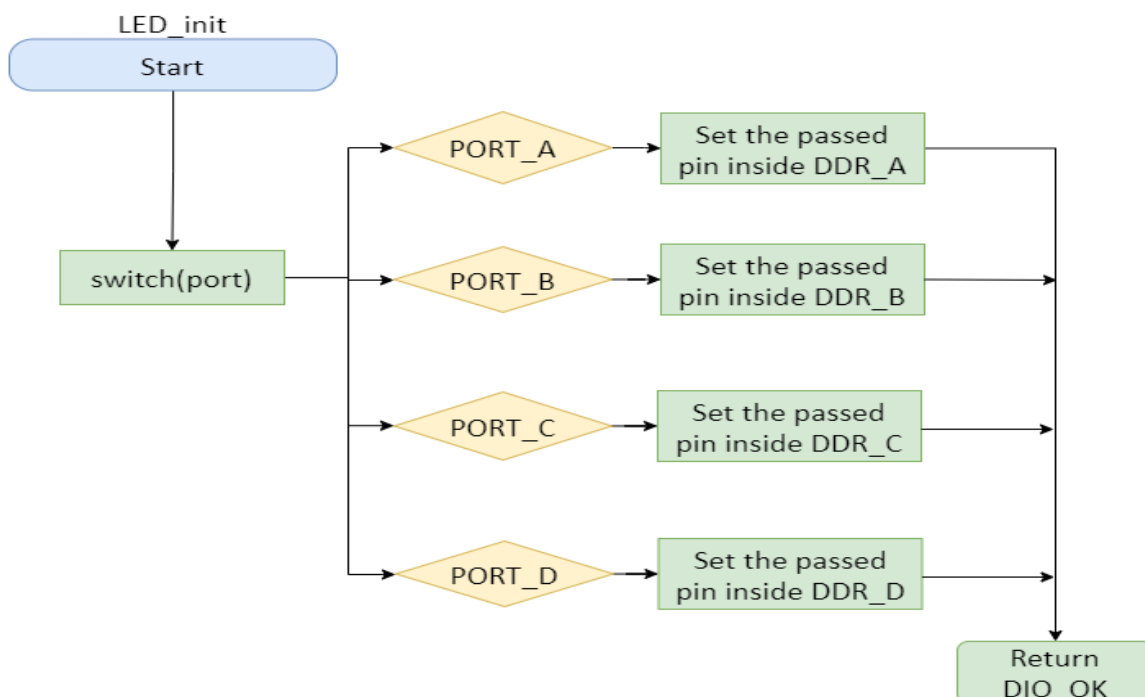 LED_init
Start
switch(port)
PORT_A
Set the passed
pin inside DDR_A
PORT_B
Set the passed
pin inside DDR_B
PORT_C
Set the passed
pin inside DDR_C
PORT_D
Set the passed
pin inside DDR_D
Return
DIO_OK